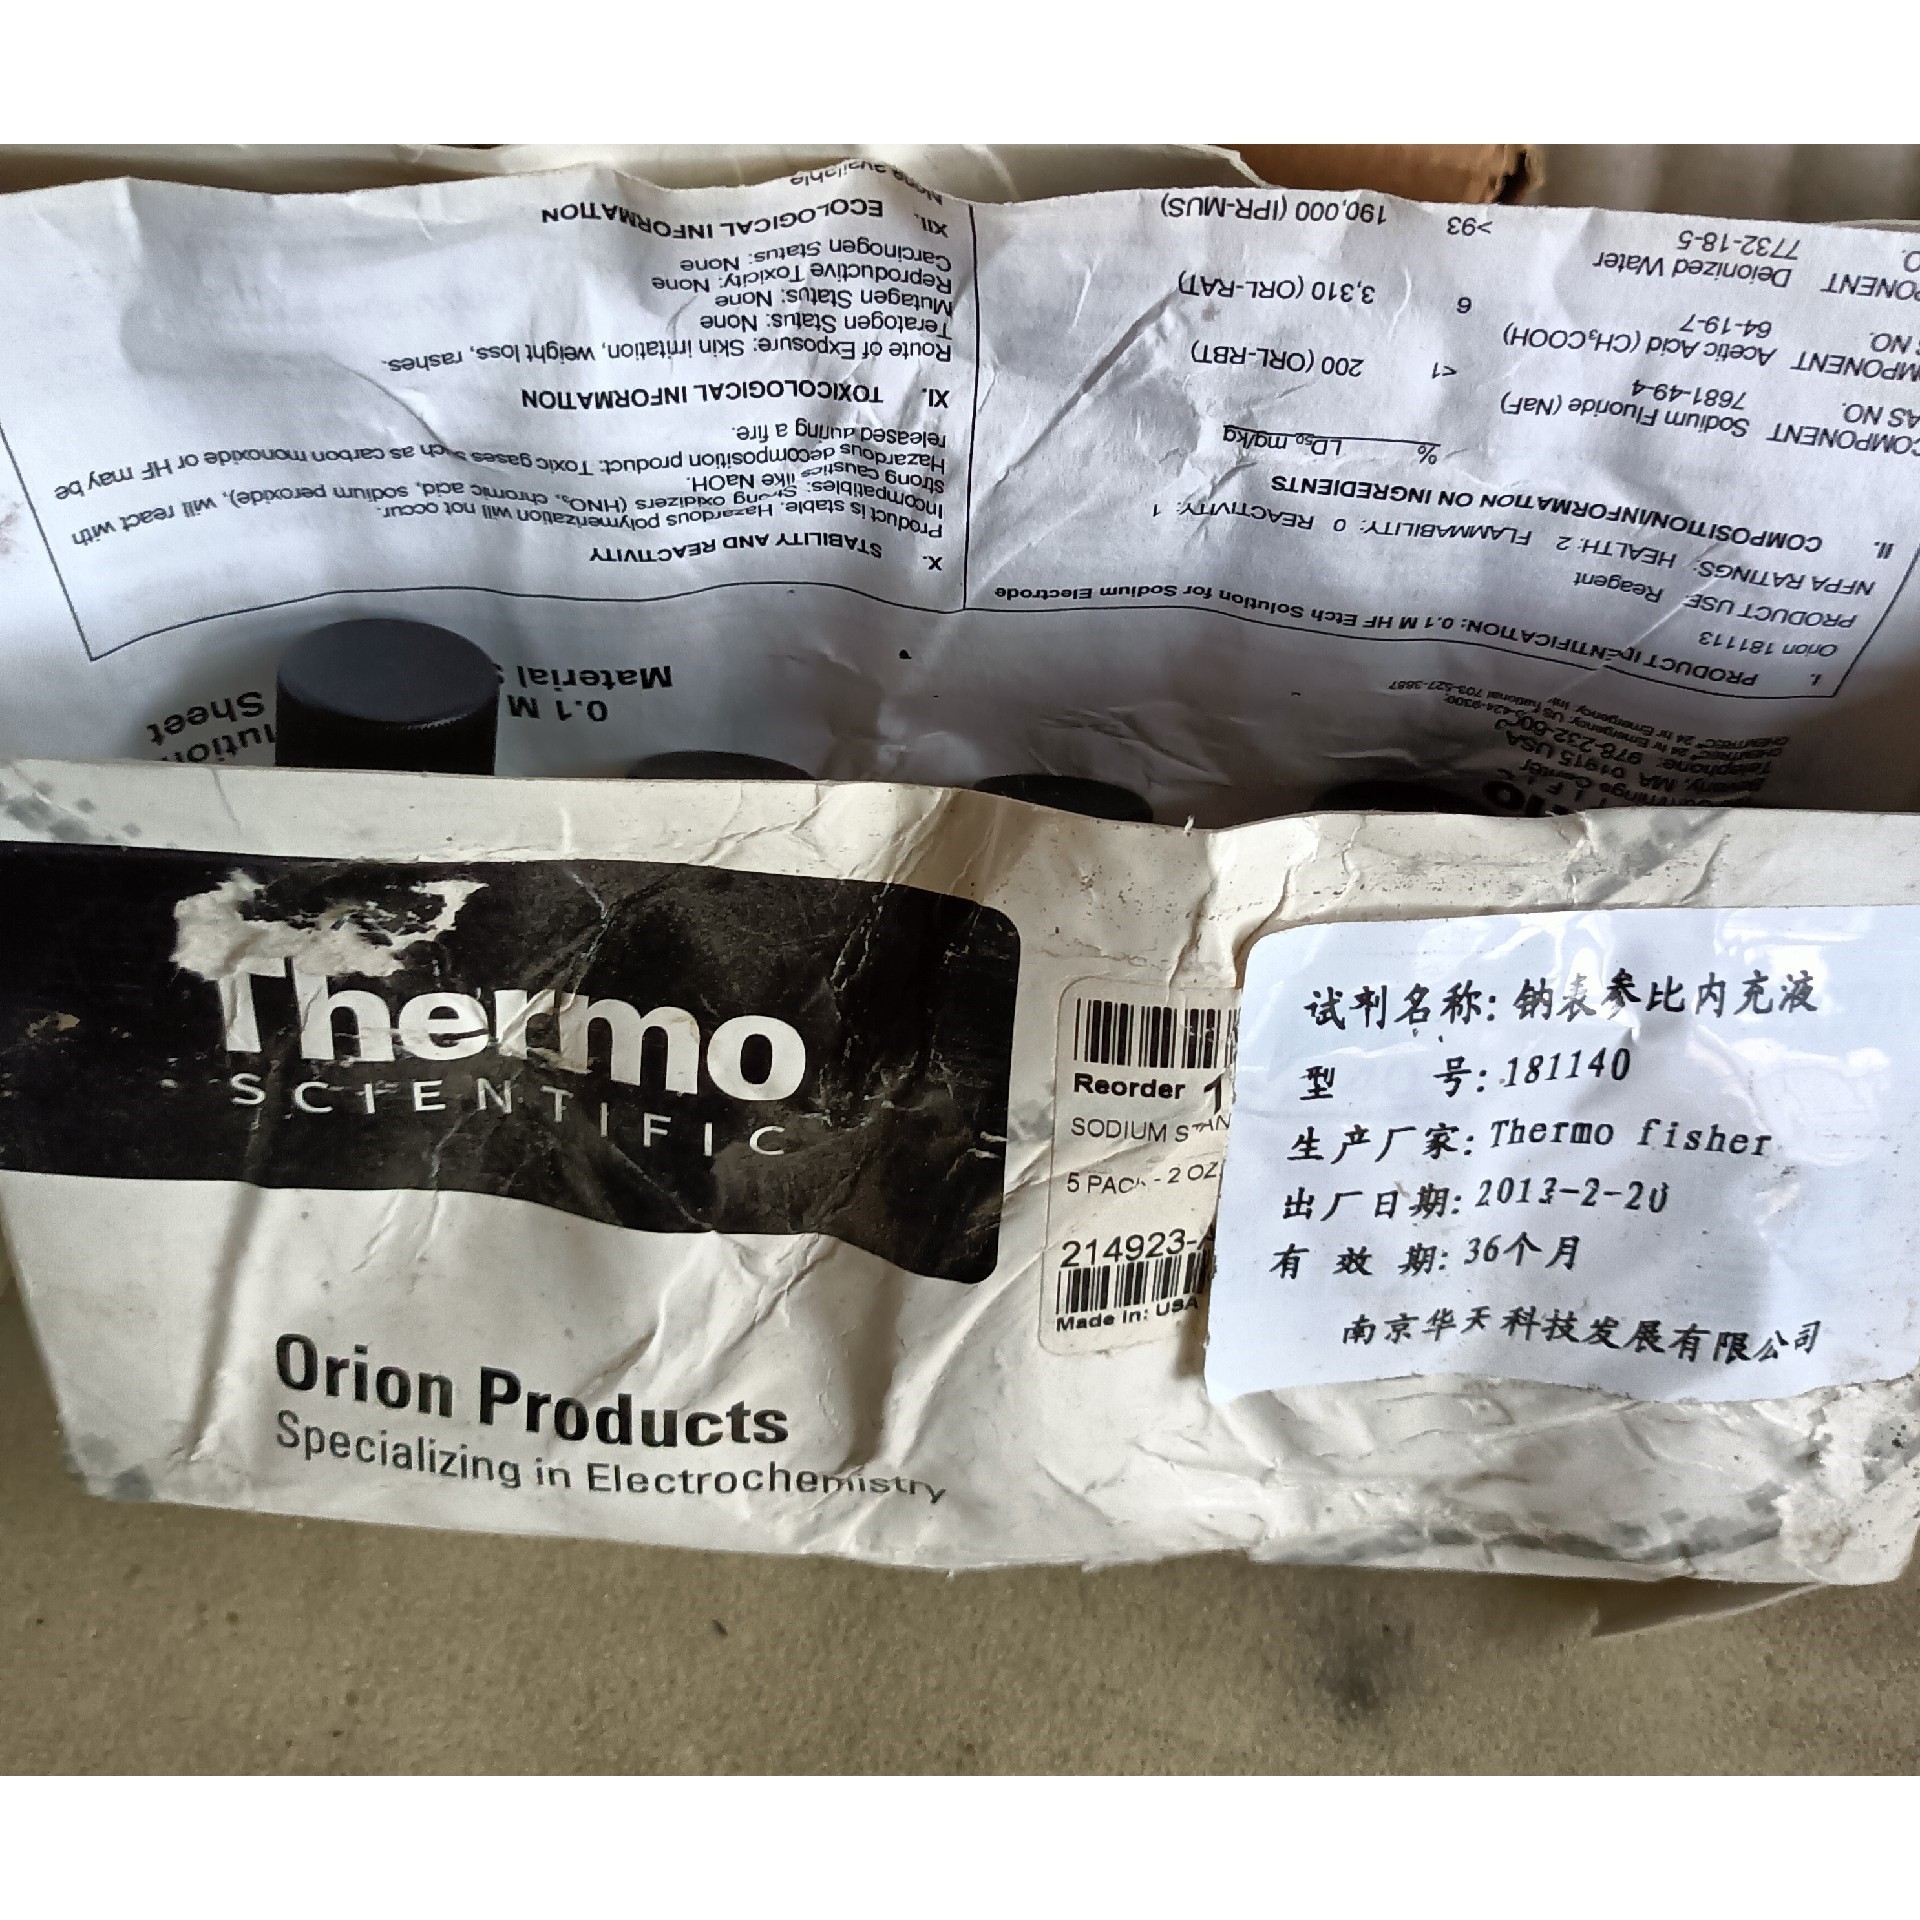 XII. ECOLOGICAL INFORMATION
Carcinogen Status: None
Reproductive Toxicity: None
Mutagen Status: None
Teratogen Status: None
Route of Exposure: Skin irritation, weight loss, rashes.
XI. TOXICOLOGICAL INFORMATION
released during a fire.
Hazardous decomposition product: Toxic gases such as carbon monoxide or HF may be
strong caustics like NaOH.
Incompatibles: Strong oxidizers (HNO₃, chromic acid, sodium peroxide), will react with
Product is stable. Hazardous polymerization will not occur.
X. STABILITY AND REACTIVITY
7732-18-5
Deionized Water >93 190,000 (IPR-MUS)
64-19-7
Acetic Acid (CH₃COOH) 6 3,310 (ORL-RAT)
7681-49-4
COMPONENT Sodium Fluoride (NaF) <1 200 (ORL-RBT)
% LD₅₀ mg/kg
II. COMPOSITION/INFORMATION ON INGREDIENTS
NFPA RATINGS: HEALTH: 2 FLAMMABILITY: 0 REACTIVITY: 1
PRODUCT USE: Reagent
Orion 181113
I. PRODUCT IDENTIFICATION: 0.1 M HF Etch Solution for Sodium Electrode
0.1 M
Material
Sheet
Thermo
SCIENTIFIC
Orion Products
Specializing in Electrochemistry
Reorder
SODIUM
5 PACK - 2 OZ
214923-A
Made In: USA
试剂名称: 钠表参比内充液
型 号: 181140
生产厂家: Thermo fisher
出厂日期: 2013-2-20
有效期: 36个月
南京华天科技发展有限公司